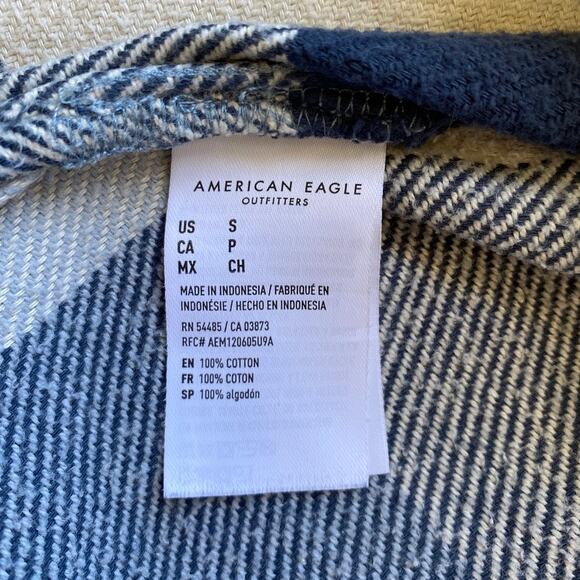 AMERICAN EAGLE
OUTFITTERS
US S
CA P
MX CH
MADE IN INDONESIA / FABRIQUÉ EN
INDONÉSIE / HECHO EN INDONESIA
RN 54485 / CA 03873
RFC# AEM120605U9A
EN 100% COTTON
FR 100% COTON
SP 100% algodón